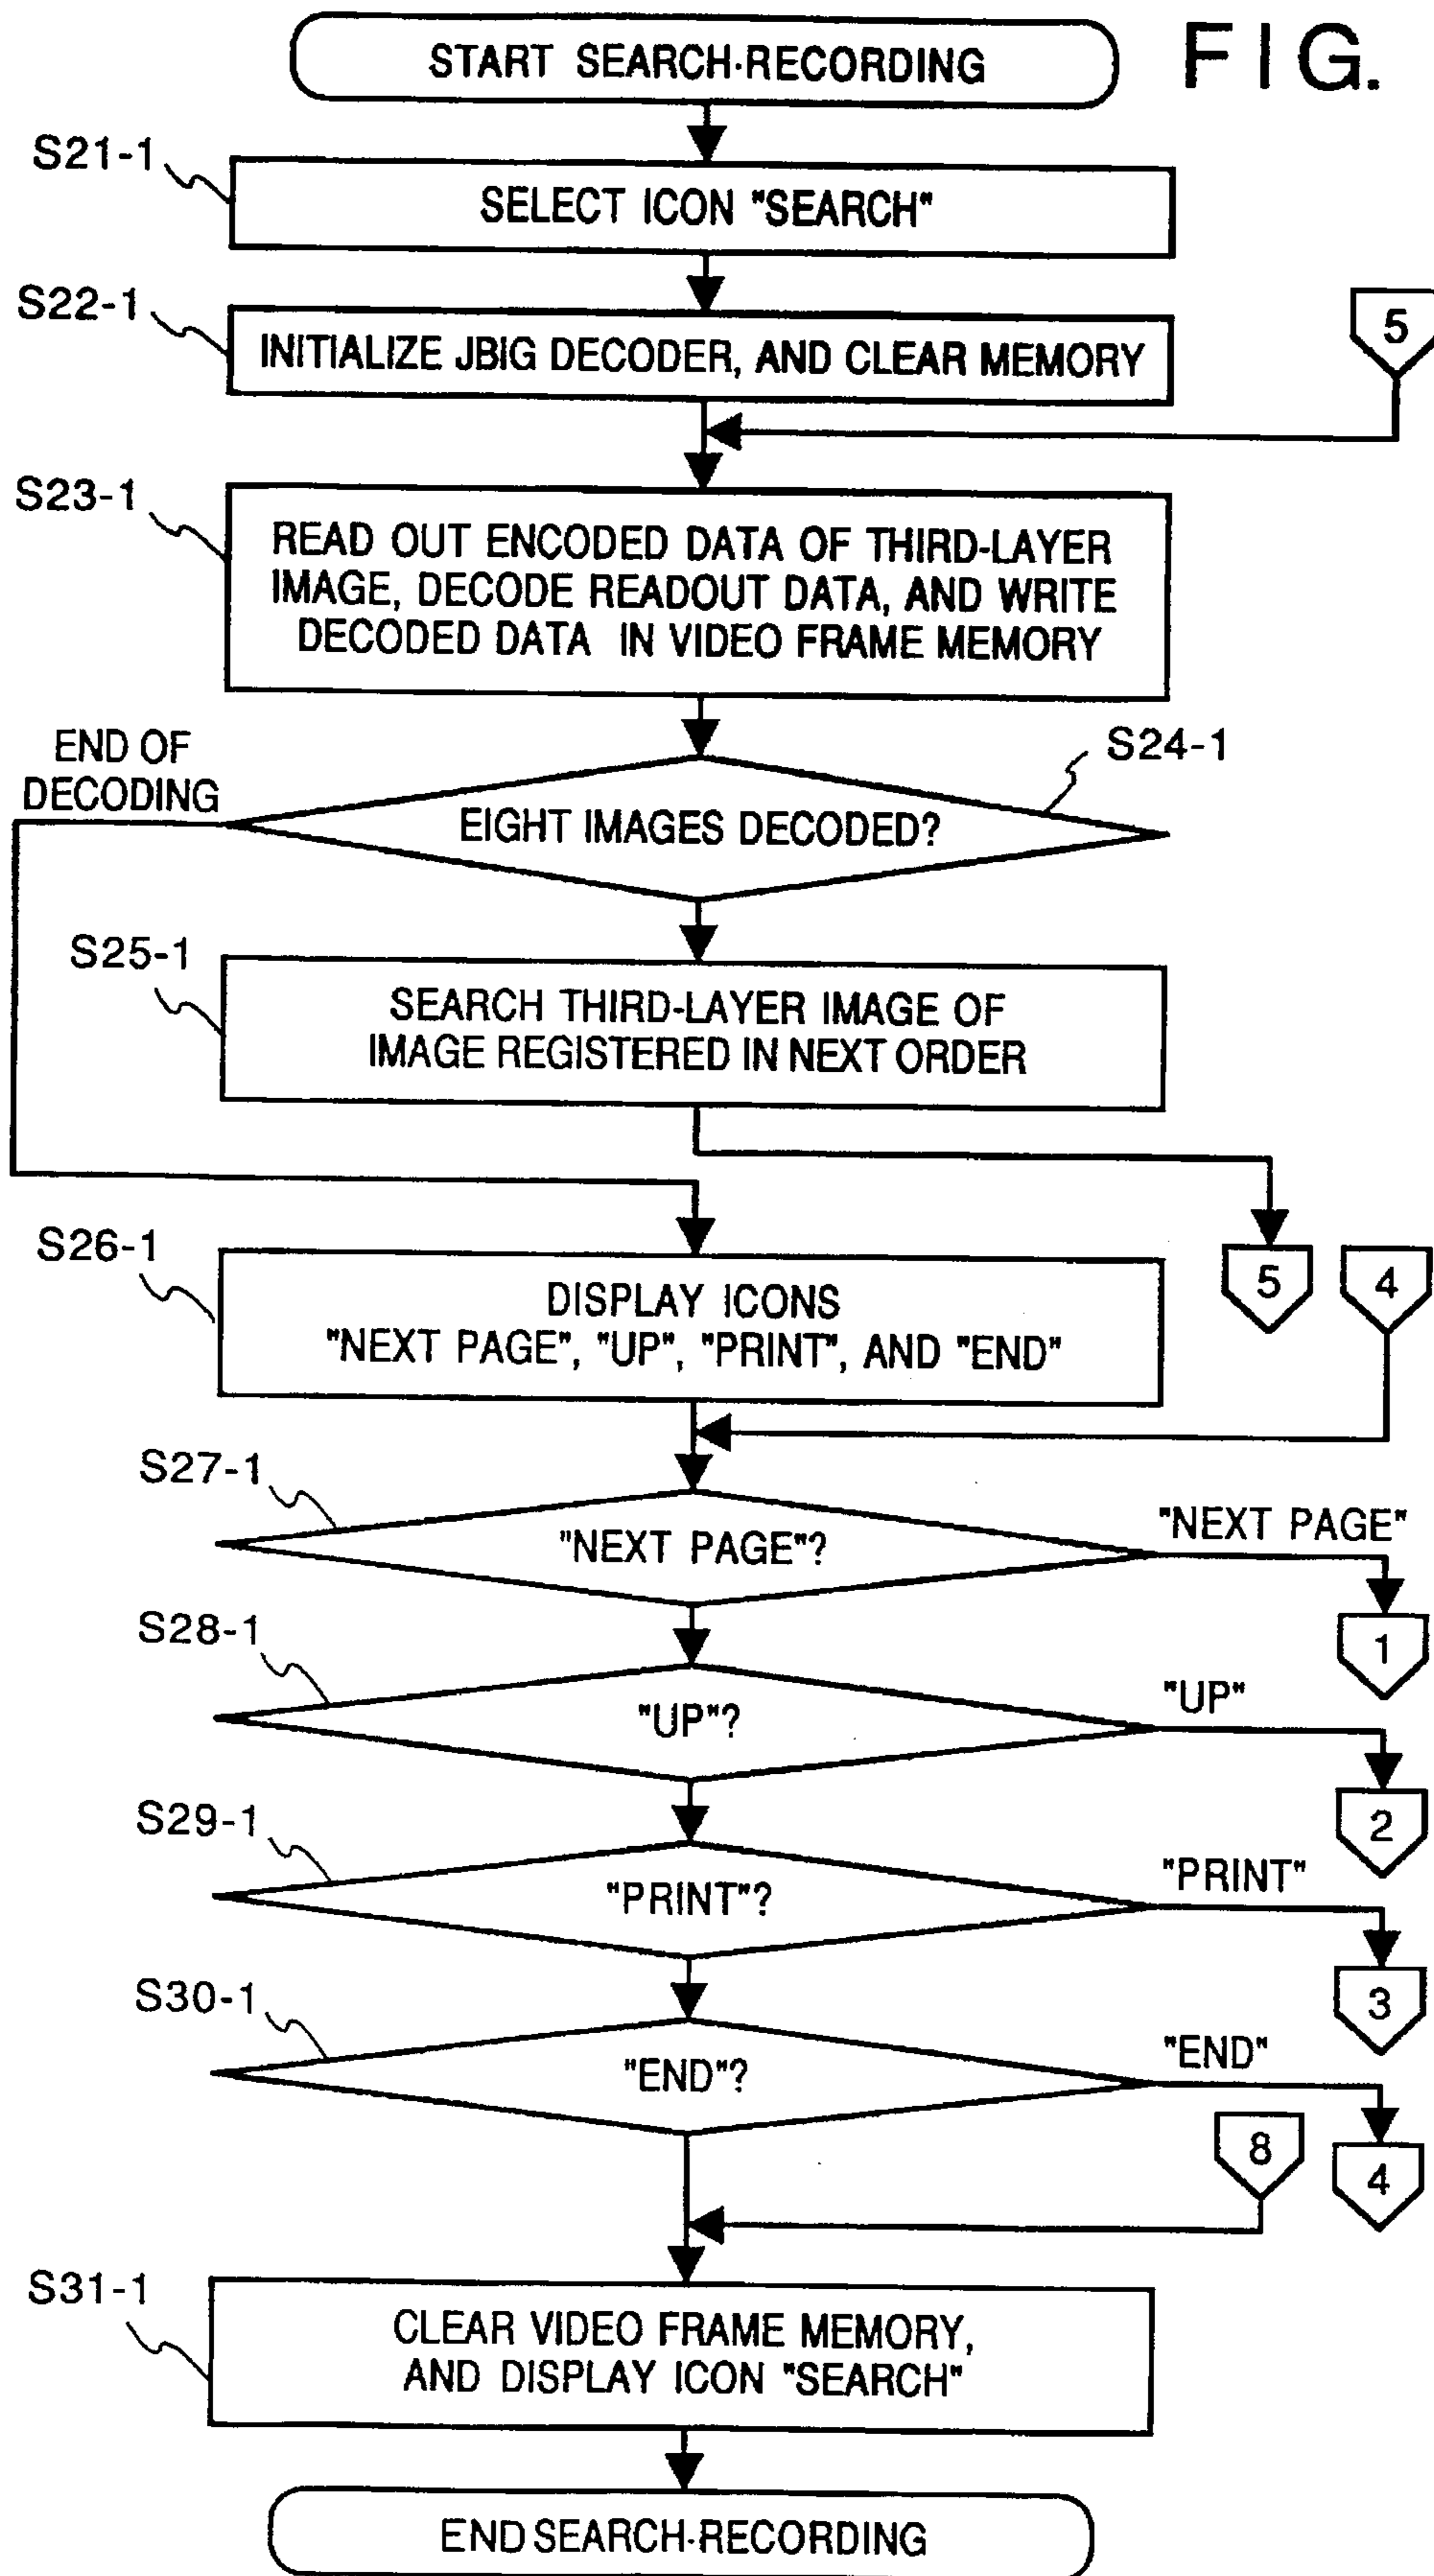 FIG.
START SEARCH·RECORDING
S21-1
SELECT ICON "SEARCH"
S22-1
INITIALIZE JBIG DECODER, AND CLEAR MEMORY
5
S23-1
READ OUT ENCODED DATA OF THIRD-LAYER
IMAGE, DECODE READOUT DATA, AND WRITE
DECODED DATA IN VIDEO FRAME MEMORY
END OF
DECODING
S24-1
EIGHT IMAGES DECODED?
S25-1
SEARCH THIRD-LAYER IMAGE OF
IMAGE REGISTERED IN NEXT ORDER
S26-1
DISPLAY ICONS
"NEXT PAGE", "UP", "PRINT", AND "END"
5
4
S27-1
"NEXT PAGE"?
"NEXT PAGE"
1
S28-1
"UP"?
"UP"
2
S29-1
"PRINT"?
"PRINT"
3
S30-1
"END"?
"END"
8
4
S31-1
CLEAR VIDEO FRAME MEMORY,
AND DISPLAY ICON "SEARCH"
END SEARCH·RECORDING